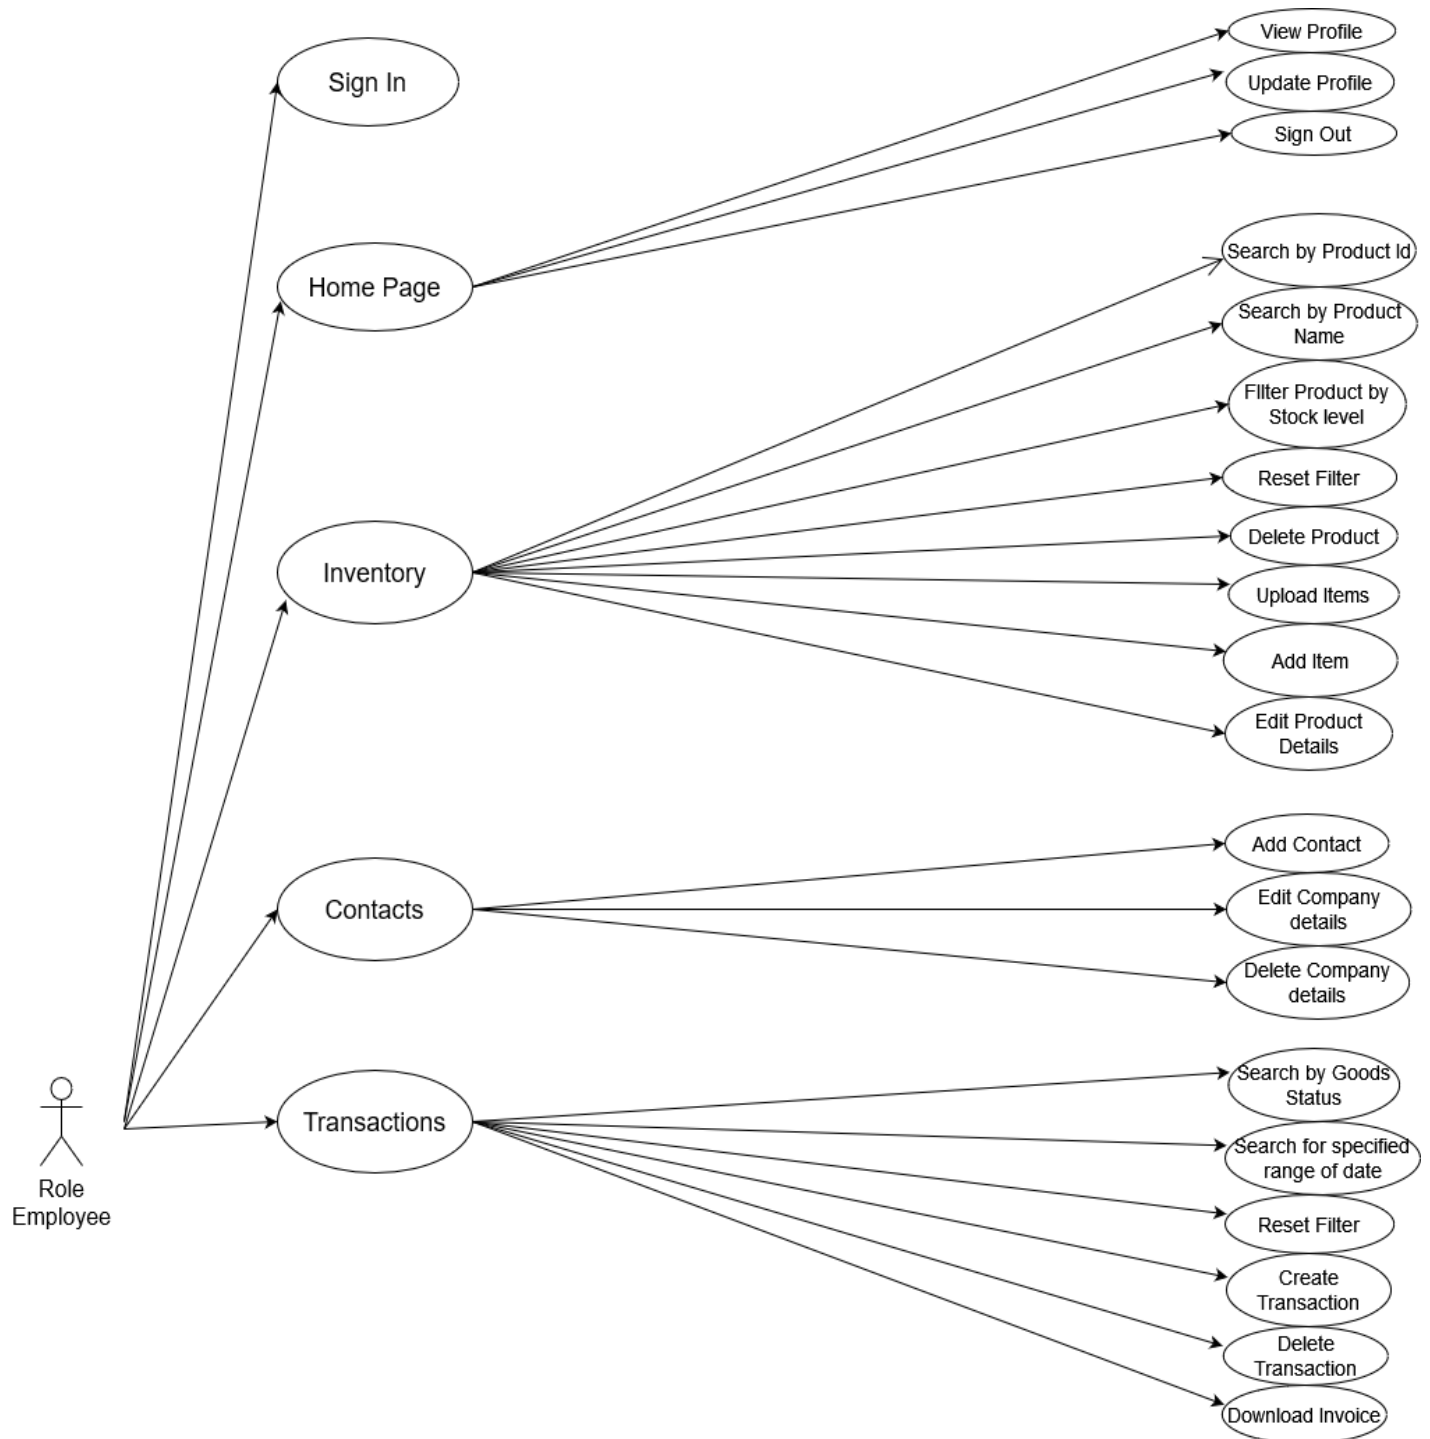 Sign In
Home Page
Inventory
Contacts
Transactions
Role
Employee
View Profile
Update Profile
Sign Out
Search by Product Id
Search by Product
Name
FIlter Product by
Stock level
Reset Filter
Delete Product
Upload Items
Add Item
Edit Product
Details
Add Contact
Edit Company
details
Delete Company
details
Search by Goods
Status
Search for specified
range of date
Reset Filter
Create
Transaction
Delete
Transaction
Download Invoice